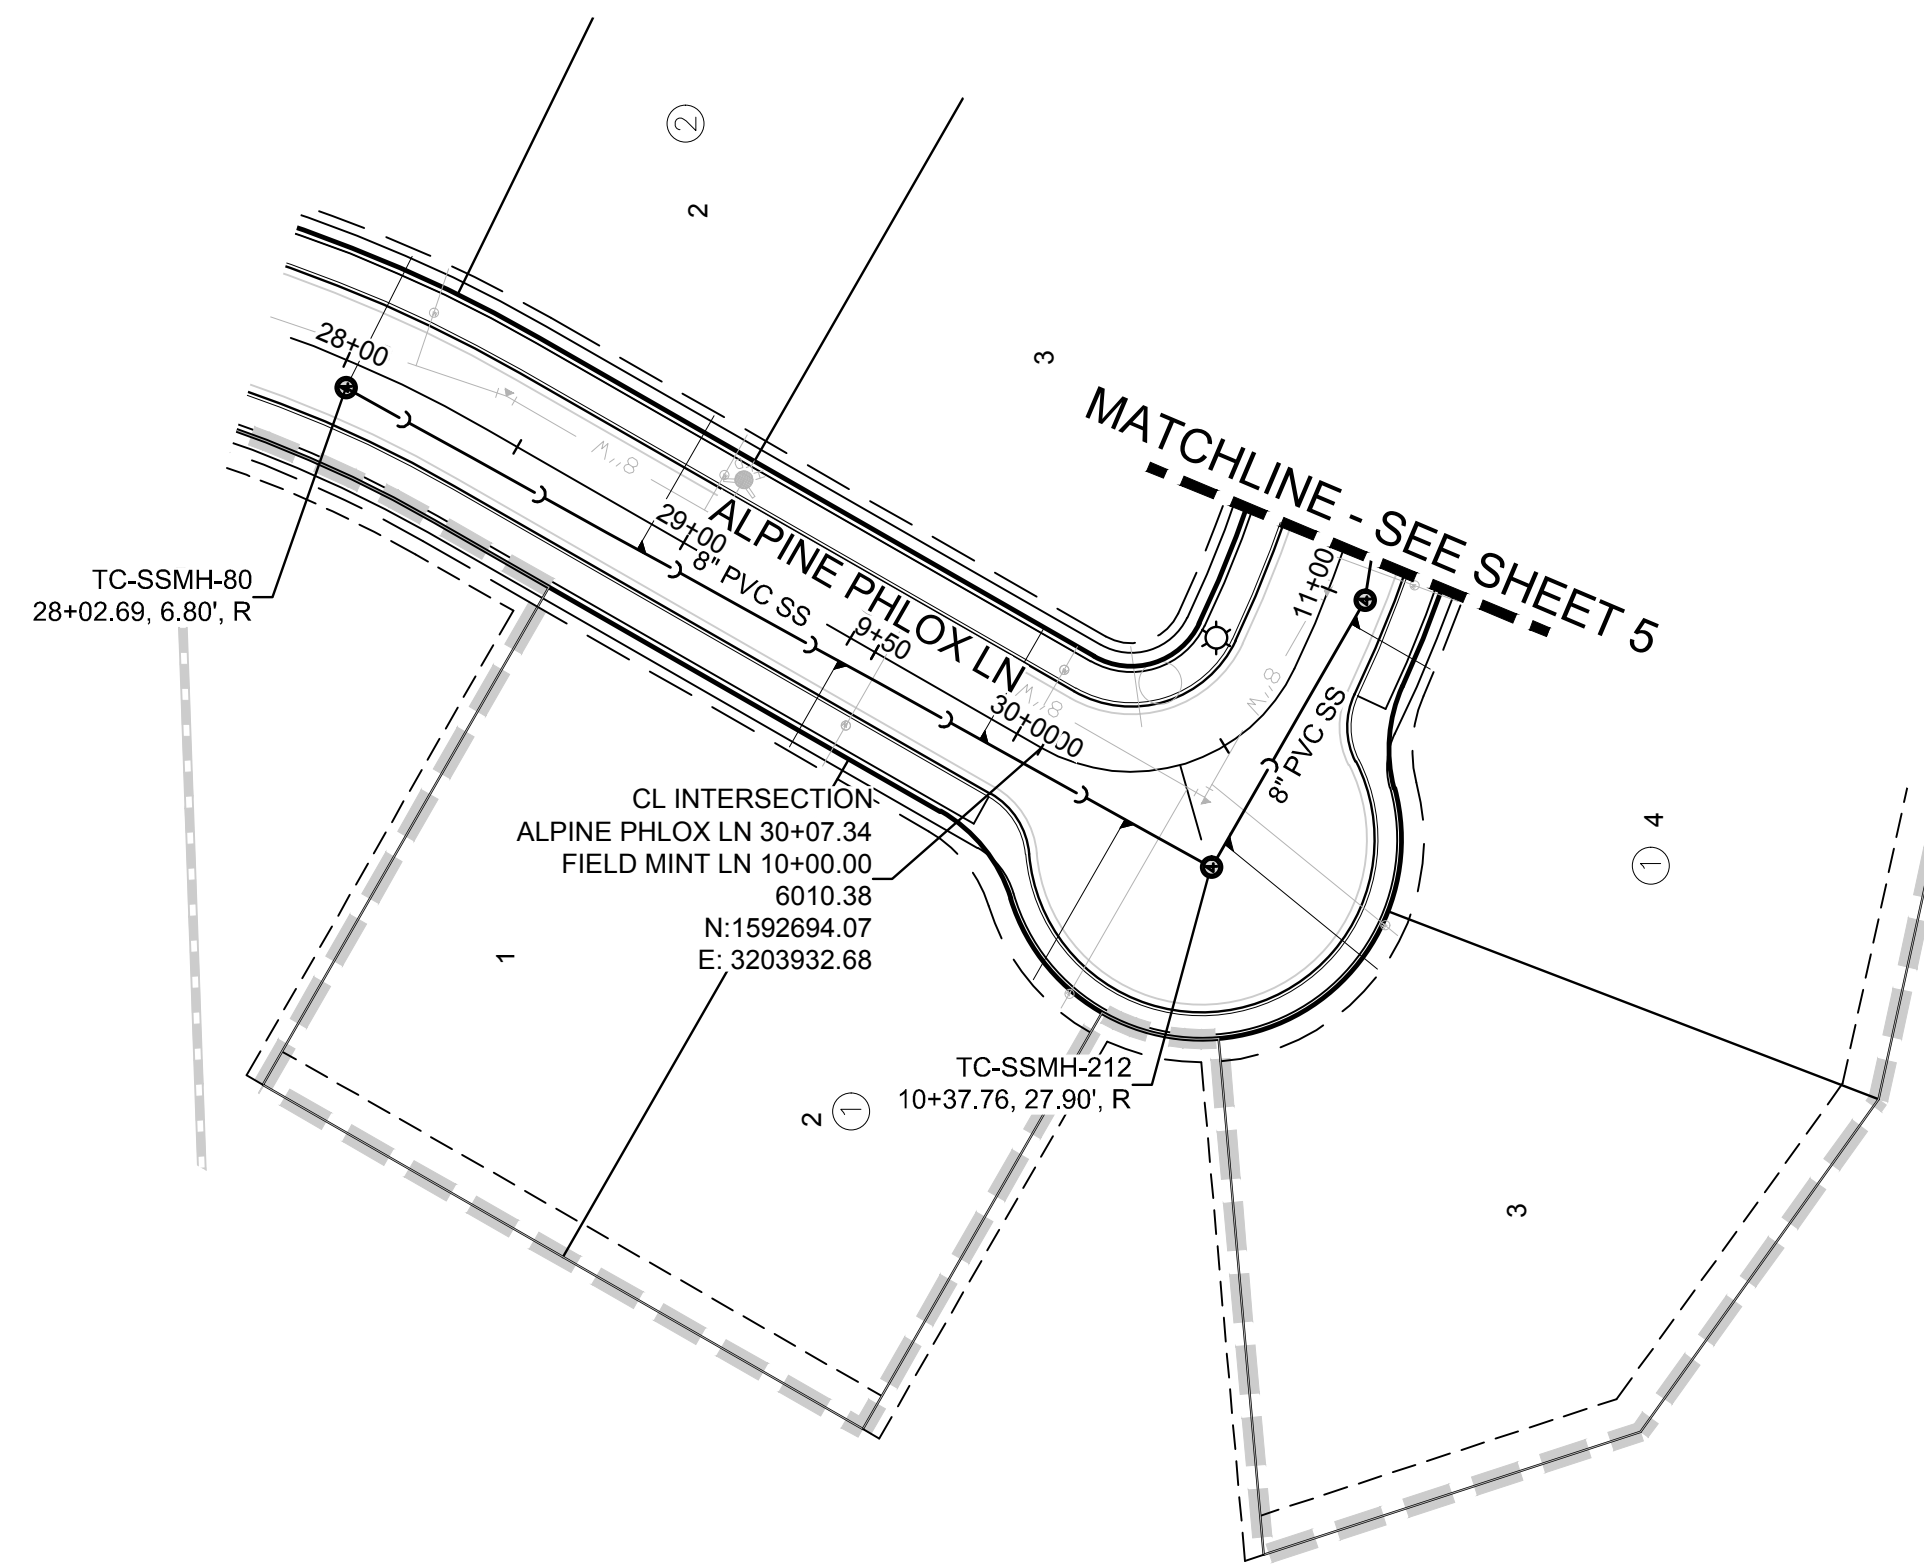 2
2
28+00
3
MATCHLINE - SEE SHEET 5
8"W
29+00
ALPINE PHLOX LN
8" PVC SS
11+00
TC-SSMH-80
28+02.69, 6.80', R
9+50
8"W
8"W
30+00
8" PVC SS
CL INTERSECTION
ALPINE PHLOX LN 30+07.34
FIELD MINT LN 10+00.00
6010.38
N:1592694.07
E: 3203932.68
4
1
1
TC-SSMH-212
10+37.76, 27.90', R
2
1
3